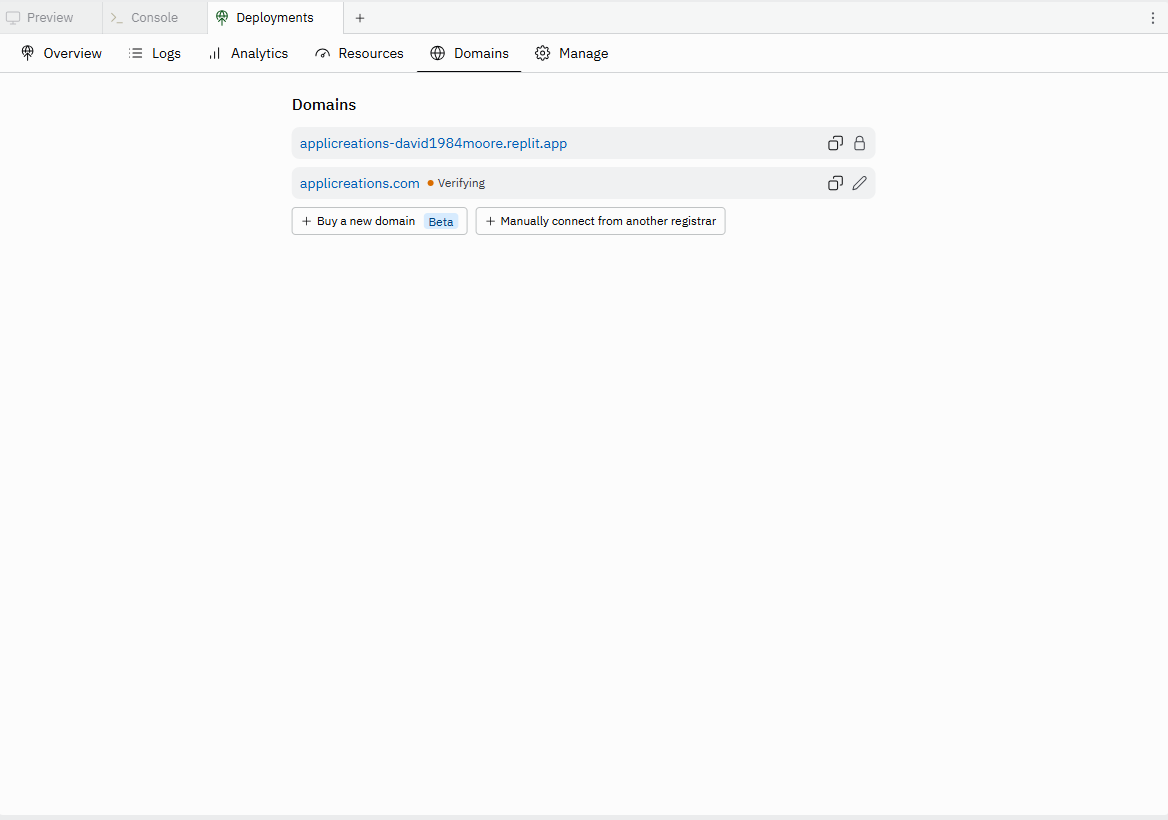 Preview Console Deployments
Overview Logs Analytics Resources Domains Manage
Domains
applicreations-david1984moore.replit.app
applicreations.com Verifying
Buy a new domain Beta Manually connect from another registrar